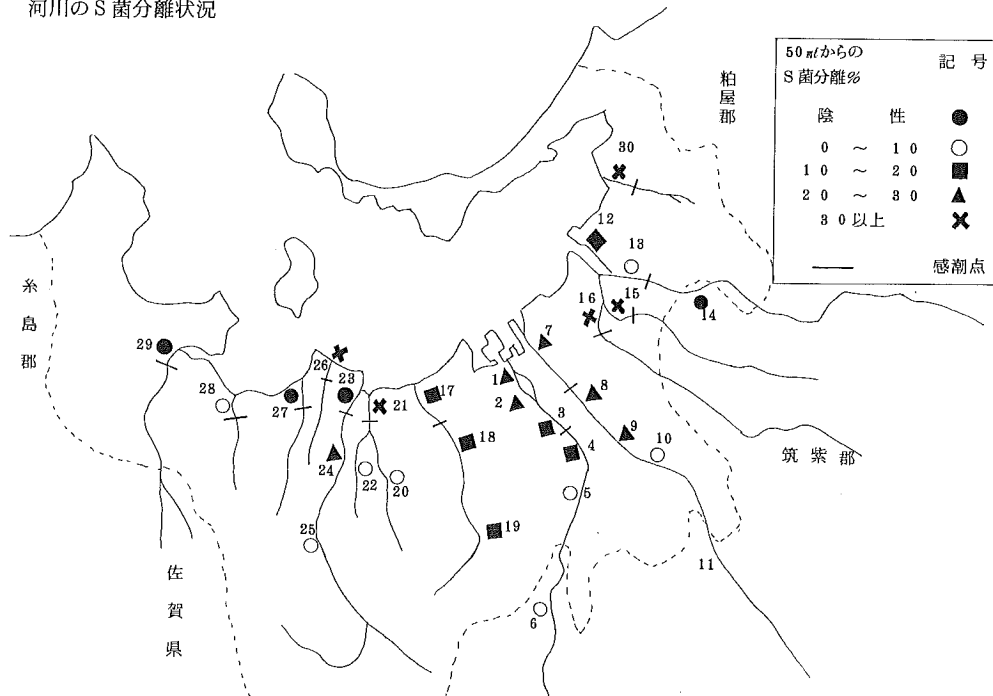 河川のS菌分離状況
50mlからの
S菌分離%
記号
陰性
0 ～ 10
10 ～ 20
20 ～ 30
30以上
感潮点
粕屋郡
糸島郡
佐賀県
筑紫郡
30
12
13
16
15
14
7
29
26
23
1
8
28
27
21
17
2
3
9
10
18
4
24
22
20
5
25
19
11
6